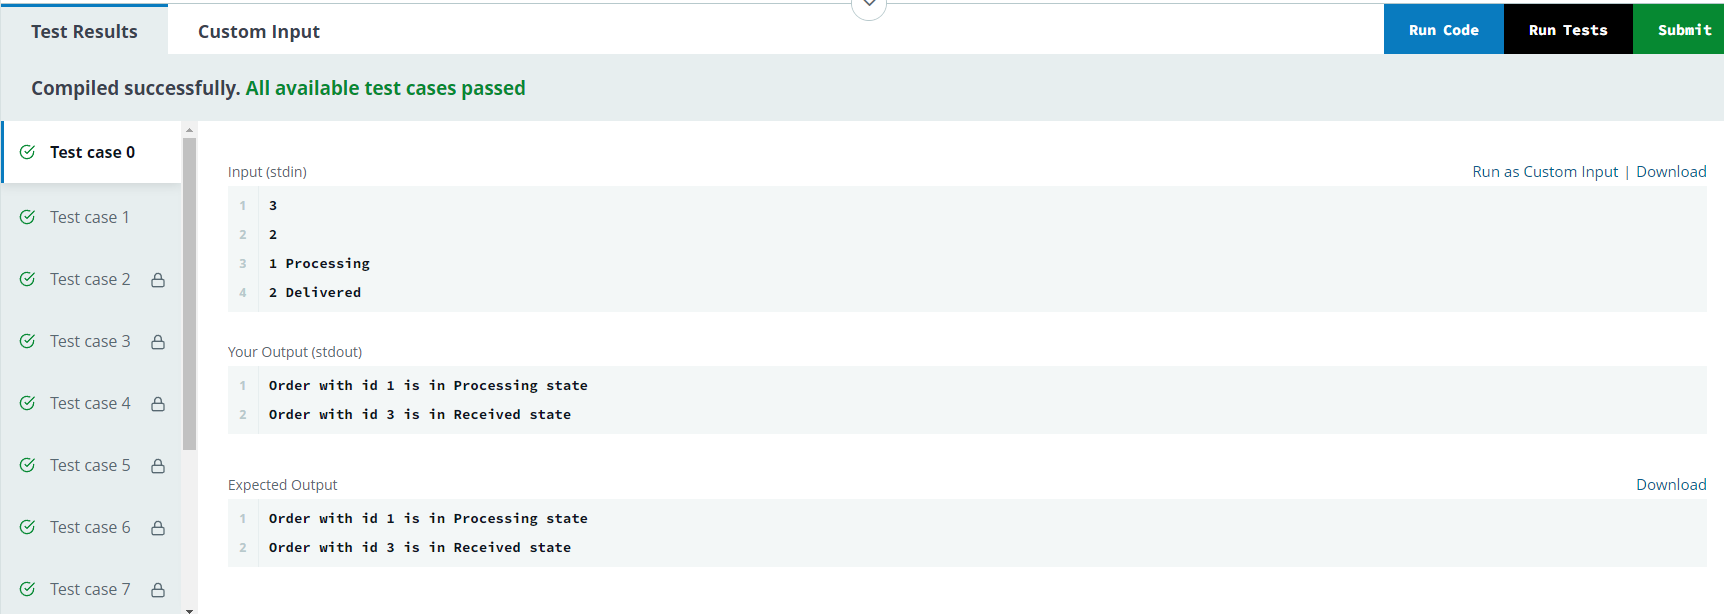 Test Results
Custom Input
Run Code
Run Tests
Submit
Compiled successfully. All available test cases passed
Test case 0
Test case 1
Test case 2
Test case 3
Test case 4
Test case 5
Test case 6
Test case 7
Input (stdin)
Run as Custom Input | Download
1 3
2 2
3 1 Processing
4 2 Delivered
Your Output (stdout)
1 Order with id 1 is in Processing state
2 Order with id 3 is in Received state
Expected Output
Download
1 Order with id 1 is in Processing state
2 Order with id 3 is in Received state